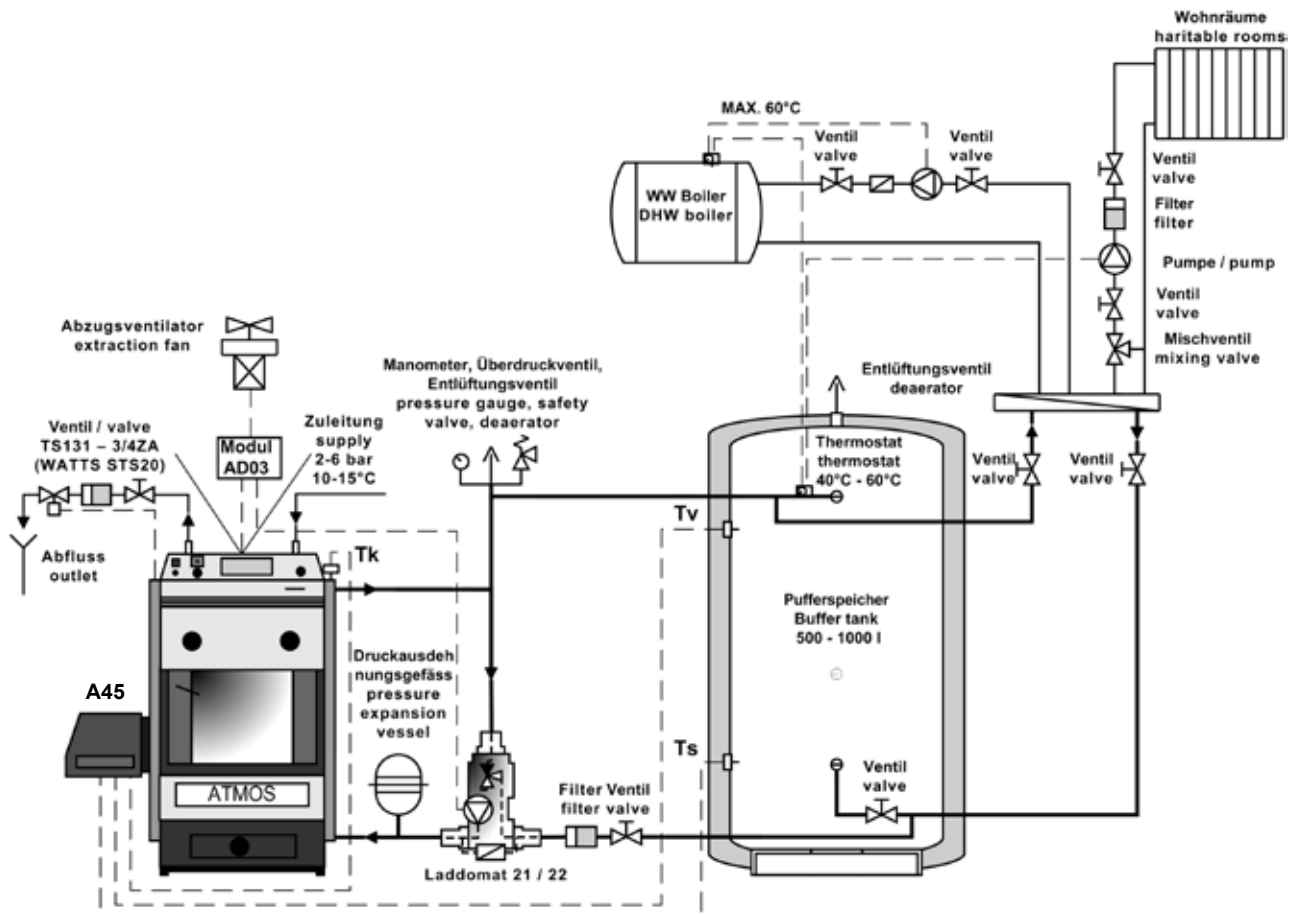 Wohnräume
haritable rooms
MAX. 60°C
Ventil
valve
Ventil
valve
Ventil
valve
WW Boiler
DHW boiler
Filter
filter
Pumpe / pump
Ventil
valve
Mischventil
mixing valve
Abzugsventilator
extraction fan
Manometer, Überdruckventil,
Entlüftungsventil
pressure gauge, safety
valve, deaerator
Entlüftungsventil
deaerator
Ventil / valve
TS131 – 3/4ZA
(WATTS STS20)
Modul
AD03
Zuleitung
supply
2-6 bar
10-15°C
Thermostat
thermostat
40°C - 60°C
Ventil
valve
Ventil
valve
Tv
Abfluss
outlet
Tk
Pufferspeicher
Buffer tank
500 - 1000 l
Druckausdeh
nungsgefäss
pressure
expansion
vessel
A45
Ts
Ventil
valve
ATMOS
Filter Ventil
filter valve
Laddomat 21 / 22